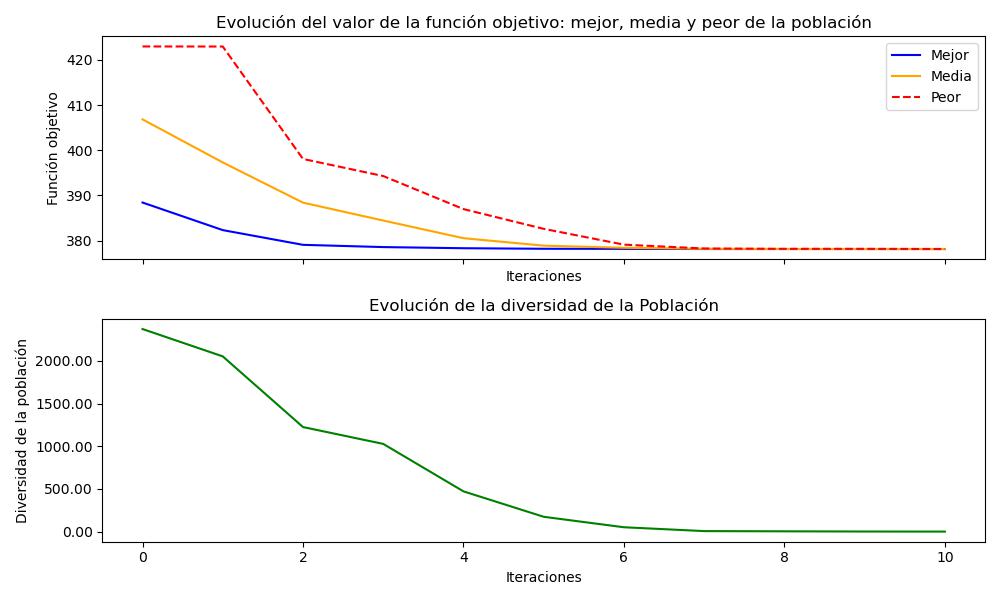 Evolución del valor de la función objetivo: mejor, media y peor de la población
Función objetivo
420
410
400
390
380
Mejor
Media
Peor
Iteraciones
Evolución de la diversidad de la Población
Diversidad de la población
2000.00
1500.00
1000.00
500.00
0.00
0 2 4 6 8 10
Iteraciones